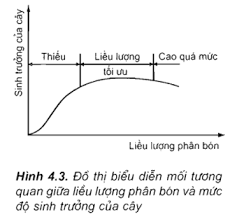 Thiếu
Liều lượng
Cao quá mức
tối ưu
Sinh trưởng của cây
Liều lượng phân bón
Hình 4.3. Đồ thị biểu diễn mối tương
quan giữa liều lượng phân bón và mức
độ sinh trưởng của cây